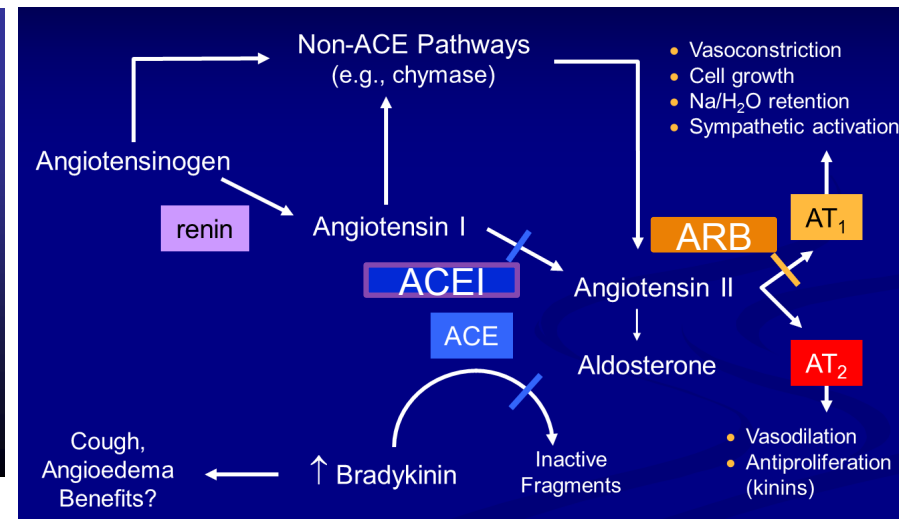 Non-ACE Pathways
(e.g., chymase)
• Vasoconstriction
• Cell growth
• Na/H₂O retention
• Sympathetic activation
Angiotensinogen
renin
Angiotensin I
ARB
AT₁
ACEI
Angiotensin II
ACE
Aldosterone
AT₂
Cough,
Angioedema
Benefits?
↑ Bradykinin
Inactive
Fragments
• Vasodilation
• Antiproliferation
(kinins)